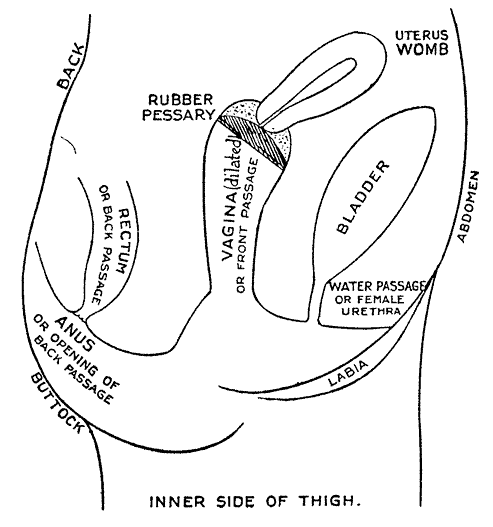 UTERUS
WOMB
BACK
RUBBER
PESSARY
VAGINA (dilated)
OR FRONT PASSAGE
BLADDER
ABDOMEN
RECTUM
OR BACK PASSAGE
WATER PASSAGE
OR FEMALE
URETHRA
ANUS
OR OPENING OF
BACK PASSAGE
LABIA
BUTTOCK
INNER SIDE OF THIGH.